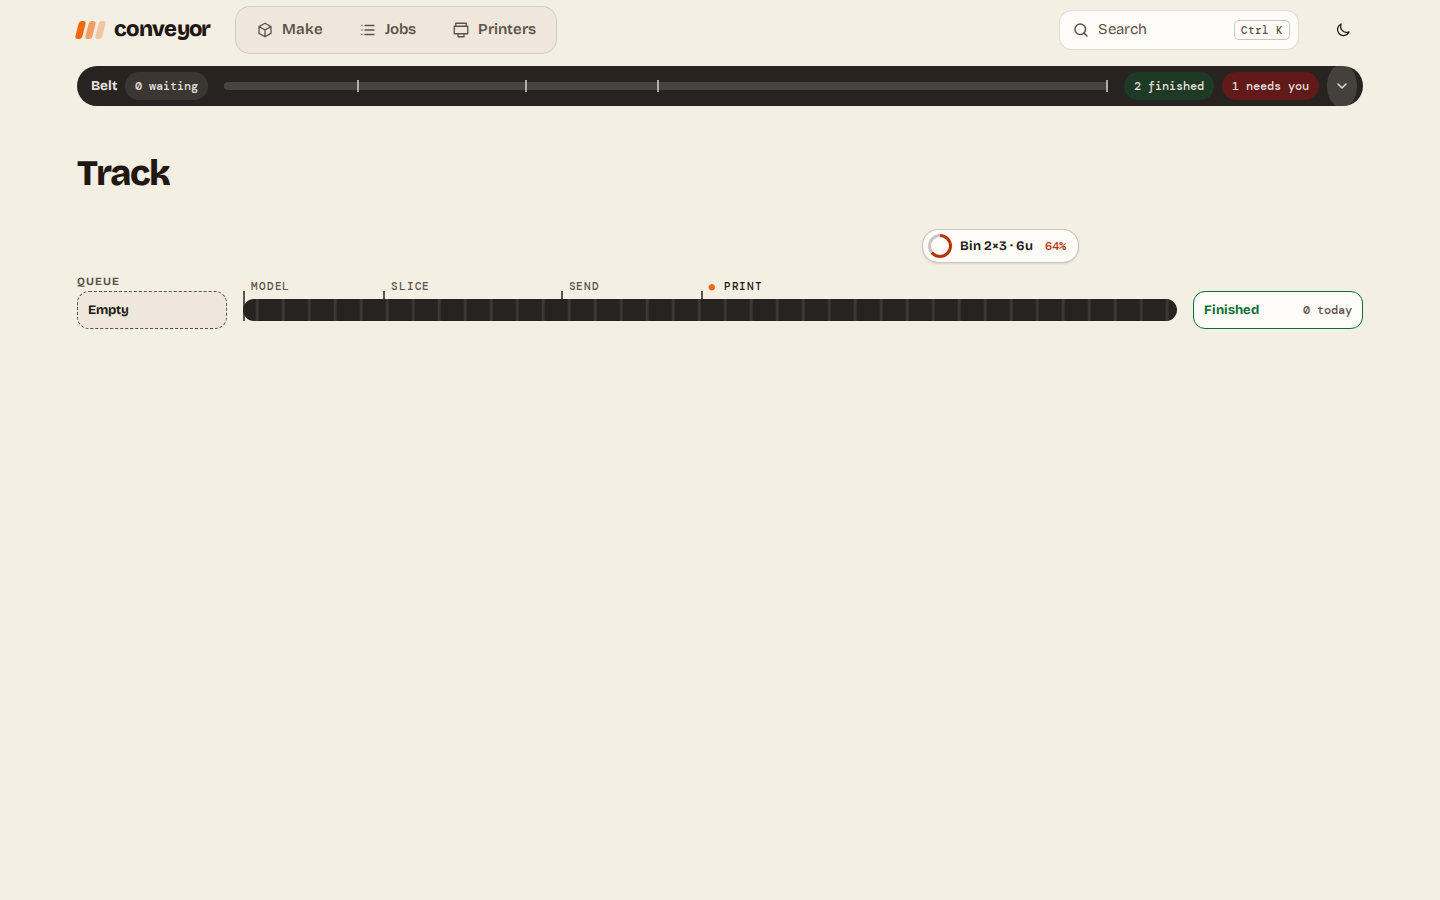 conveyor Make Jobs Printers Search Ctrl K
Belt 0 waiting 2 finished 1 needs you
Track
Bin 2×3 · 6u 64%
QUEUE MODEL SLICE SEND PRINT
Empty Finished 0 today